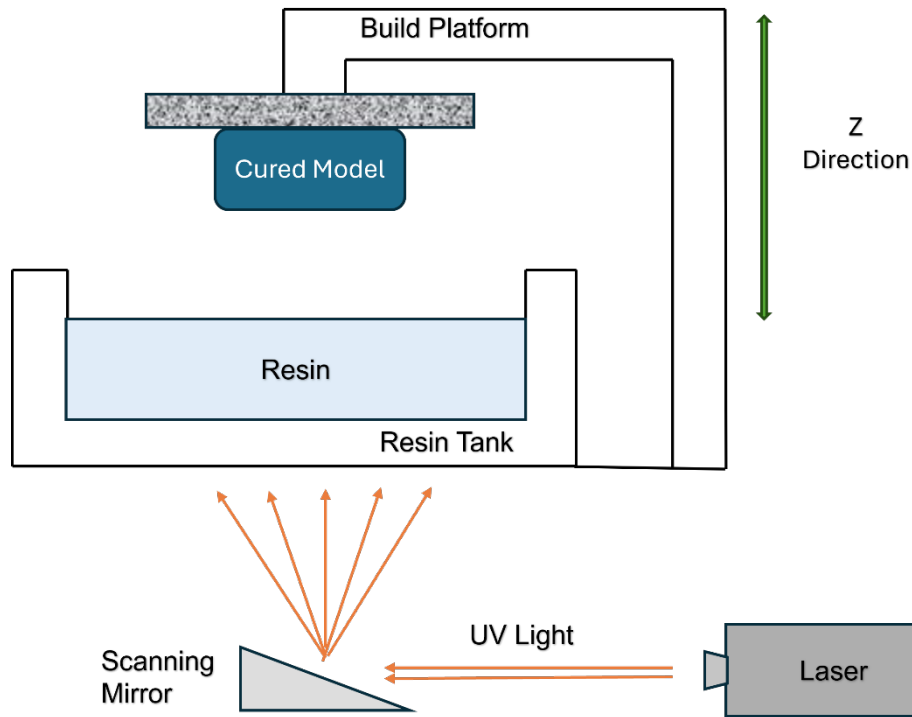 Build Platform
Z
Direction
Cured Model
Resin
Resin Tank
UV Light
Scanning
Mirror
Laser